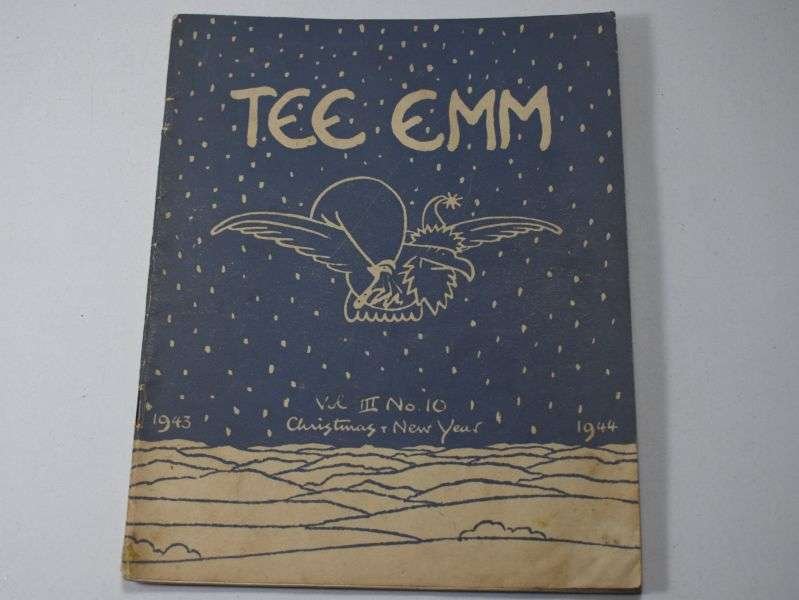 TEE EMM
Vol III No. 10
1943 Christmas + New Year 1944